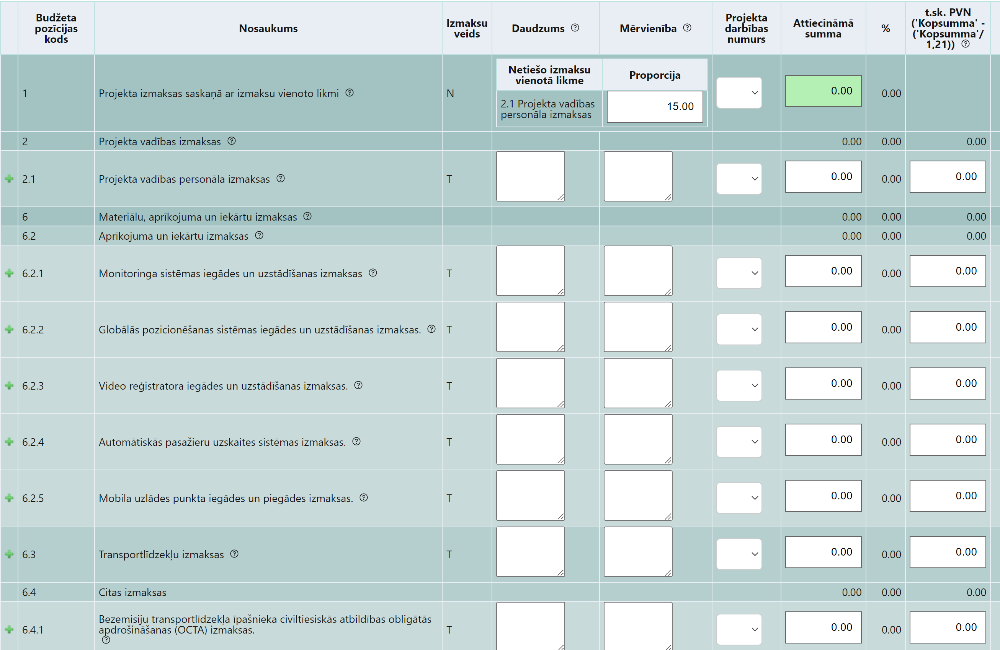 Budžeta pozīcijas kods
Nosaukums
Izmaksu veids
Daudzums
Mērvienība
Projekta darbības numurs
Attiecināmā summa
%
t.sk. PVN ('Kopsumma' - ('Kopsumma'/ 1,21))
1 Projekta izmaksas saskaņā ar izmaksu vienoto likmi N
Netiešo izmaksu vienotā likme
Proporcija
2.1 Projekta vadības personāla izmaksas
15.00
0.00 0.00
2 Projekta vadības izmaksas 0.00 0.00 0.00
2.1 Projekta vadības personāla izmaksas T 0.00 0.00 0.00
6 Materiālu, aprīkojuma un iekārtu izmaksas 0.00 0.00 0.00
6.2 Aprīkojuma un iekārtu izmaksas 0.00 0.00 0.00
6.2.1 Monitoringa sistēmas iegādes un uzstādīšanas izmaksas T 0.00 0.00 0.00
6.2.2 Globālās pozicionēšanas sistēmas iegādes un uzstādīšanas izmaksas. T 0.00 0.00 0.00
6.2.3 Video reģistratora iegādes un uzstādīšanas izmaksas. T 0.00 0.00 0.00
6.2.4 Automātiskās pasažieru uzskaites sistēmas izmaksas. T 0.00 0.00 0.00
6.2.5 Mobila uzlādes punkta iegādes un piegādes izmaksas. T 0.00 0.00 0.00
6.3 Transportlīdzekļu izmaksas T 0.00 0.00 0.00
6.4 Citas izmaksas 0.00 0.00 0.00
6.4.1 Bezemisiju transportlīdzekļa īpašnieka civiltiesiskās atbildības obligātās
apdrošināšanas (OCTA) izmaksas. T 0.00 0.00 0.00